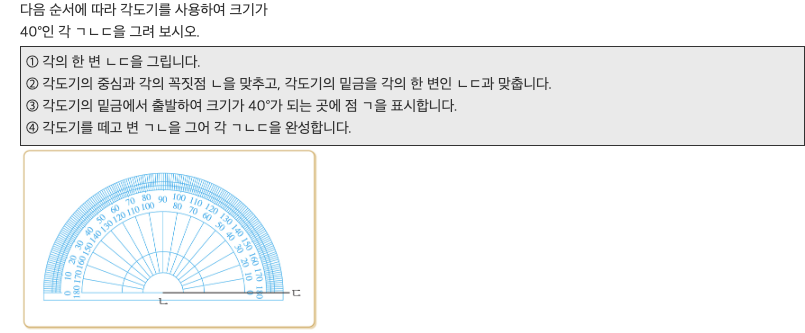 다음 순서에 따라 각도기를 사용하여 크기가
40°인 각 ㄱㄴㄷ을 그려 보시오.
① 각의 한 변 ㄴㄷ을 그립니다.
② 각도기의 중심과 각의 꼭짓점 ㄴ을 맞추고, 각도기의 밑금을 각의 한 변인 ㄴㄷ과 맞춥니다.
③ 각도기의 밑금에서 출발하여 크기가 40°가 되는 곳에 점 ㄱ을 표시합니다.
④ 각도기를 떼고 변 ㄱㄴ을 그어 각 ㄱㄴㄷ을 완성합니다.
0 10 20 30 40 50 60 70 80 90 100 110 120 130 140 150 160 170 180
180 170 160 150 140 130 120 110 100 80 70 60 50 40 30 20 10 0
ㄴ
ㄷ